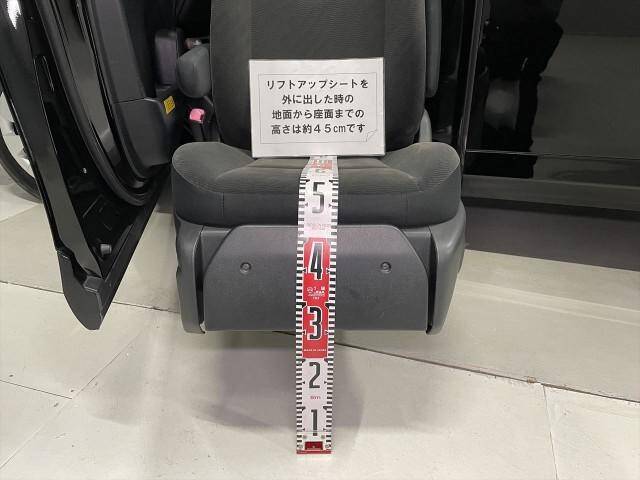 リフトアップシートを
外に出した時の
地面から座面までの
高さは約45cmです
5
4
3
2
1